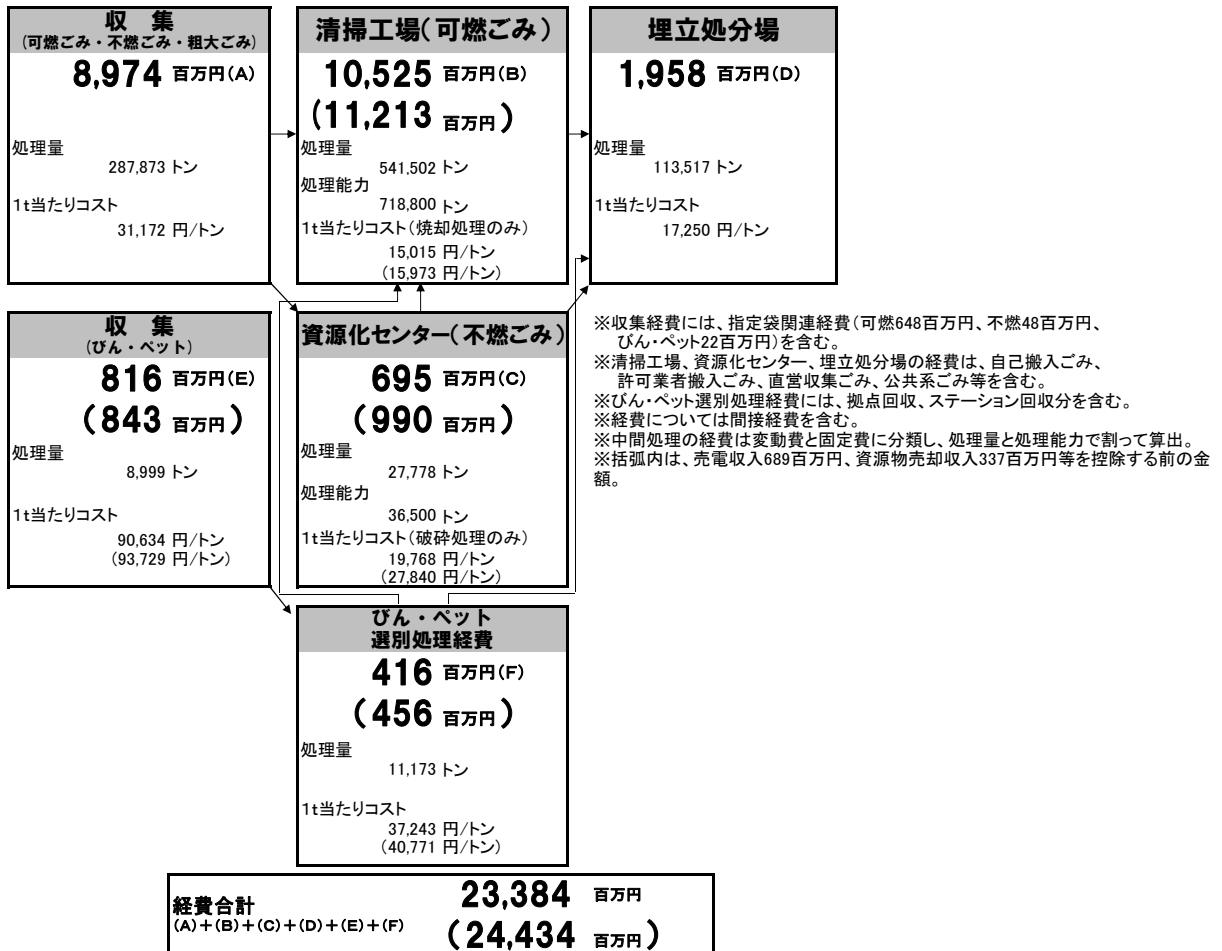 収　集
(可燃ごみ・不燃ごみ・粗大ごみ)
8,974 百万円(A)
処理量
287,873 トン
1t当たりコスト
31,172 円/トン
清掃工場(可燃ごみ)
10,525 百万円(B)
(11,213 百万円)
処理量
541,502 トン
処理能力
718,800 トン
1t当たりコスト(焼却処理のみ)
15,015 円/トン
(15,973 円/トン)
埋立処分場
1,958 百万円(D)
処理量
113,517 トン
1t当たりコスト
17,250 円/トン
収　集
(びん・ペット)
816 百万円(E)
(843 百万円)
処理量
8,999 トン
1t当たりコスト
90,634 円/トン
(93,729 円/トン)
資源化センター(不燃ごみ)
695 百万円(C)
(990 百万円)
処理量
27,778 トン
処理能力
36,500 トン
1t当たりコスト(破砕処理のみ)
19,768 円/トン
(27,840 円/トン)
※収集経費には、指定袋関連経費(可燃648百万円、不燃48百万円、
びん・ペット22百万円)を含む。
※清掃工場、資源化センター、埋立処分場の経費は、自己搬入ごみ、
許可業者搬入ごみ、直営収集ごみ、公共系ごみ等を含む。
※びん・ペット選別処理経費には、拠点回収、ステーション回収分を含む。
※経費については間接経費を含む。
※中間処理の経費は変動費と固定費に分類し、処理量と処理能力で割って算出。
※括弧内は、売電収入689百万円、資源物売却収入337百万円等を控除する前の金
額。
びん・ペット
選別処理経費
416 百万円(F)
(456 百万円)
処理量
11,173 トン
1t当たりコスト
37,243 円/トン
(40,771 円/トン)
経費合計
(A)+(B)+(C)+(D)+(E)+(F)
23,384 百万円
(24,434 百万円)